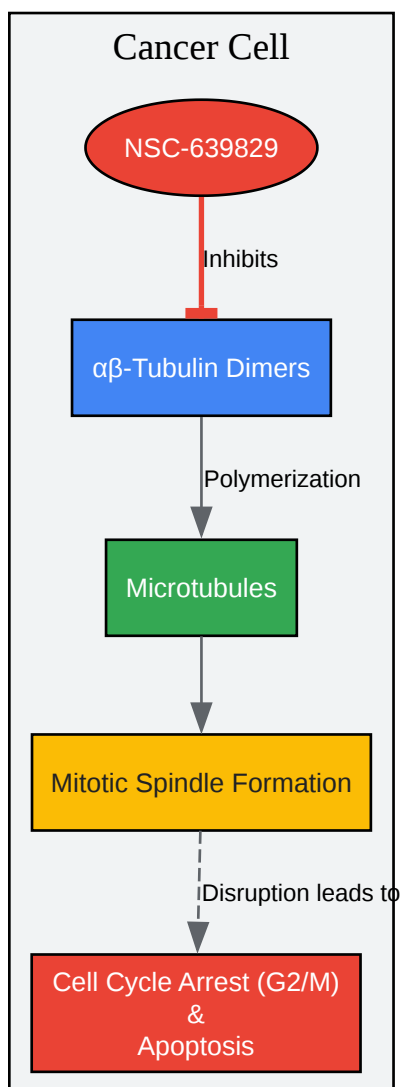 Cancer Cell
NSC-639829
Inhibits
αβ-Tubulin Dimers
Polymerization
Microtubules
Mitotic Spindle Formation
Disruption leads to
Cell Cycle Arrest (G2/M)
&
Apoptosis